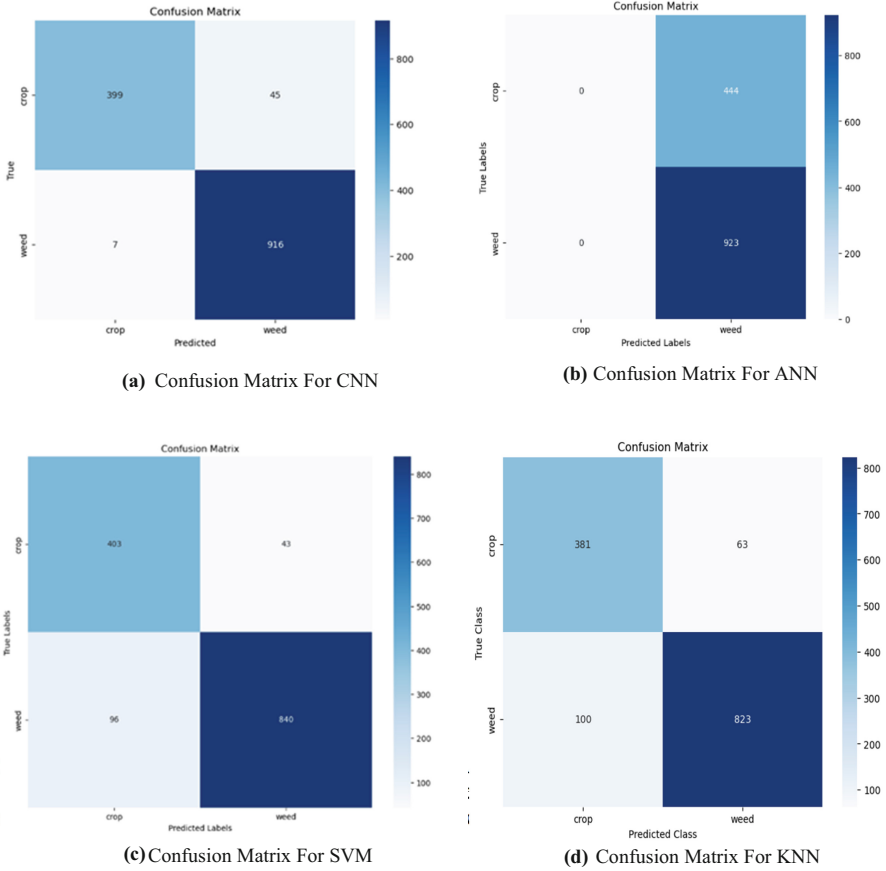 Confusion Matrix
crop
399
45
800
600
True
400
weed
7
916
200
crop
weed
Predicted
(a) Confusion Matrix For CNN
Confusion Matrix
crop
0
444
800
600
True Labels
400
weed
0
923
200
0
crop
weed
Predicted Labels
(b) Confusion Matrix For ANN
Confusion Matrix
crop
403
43
800
700
600
500
True Labels
400
300
weed
96
840
200
100
crop
weed
Predicted Labels
(c) Confusion Matrix For SVM
Confusion Matrix
crop
381
63
800
700
600
500
True Class
400
300
weed
100
823
200
100
crop
weed
Predicted Class
(d) Confusion Matrix For KNN